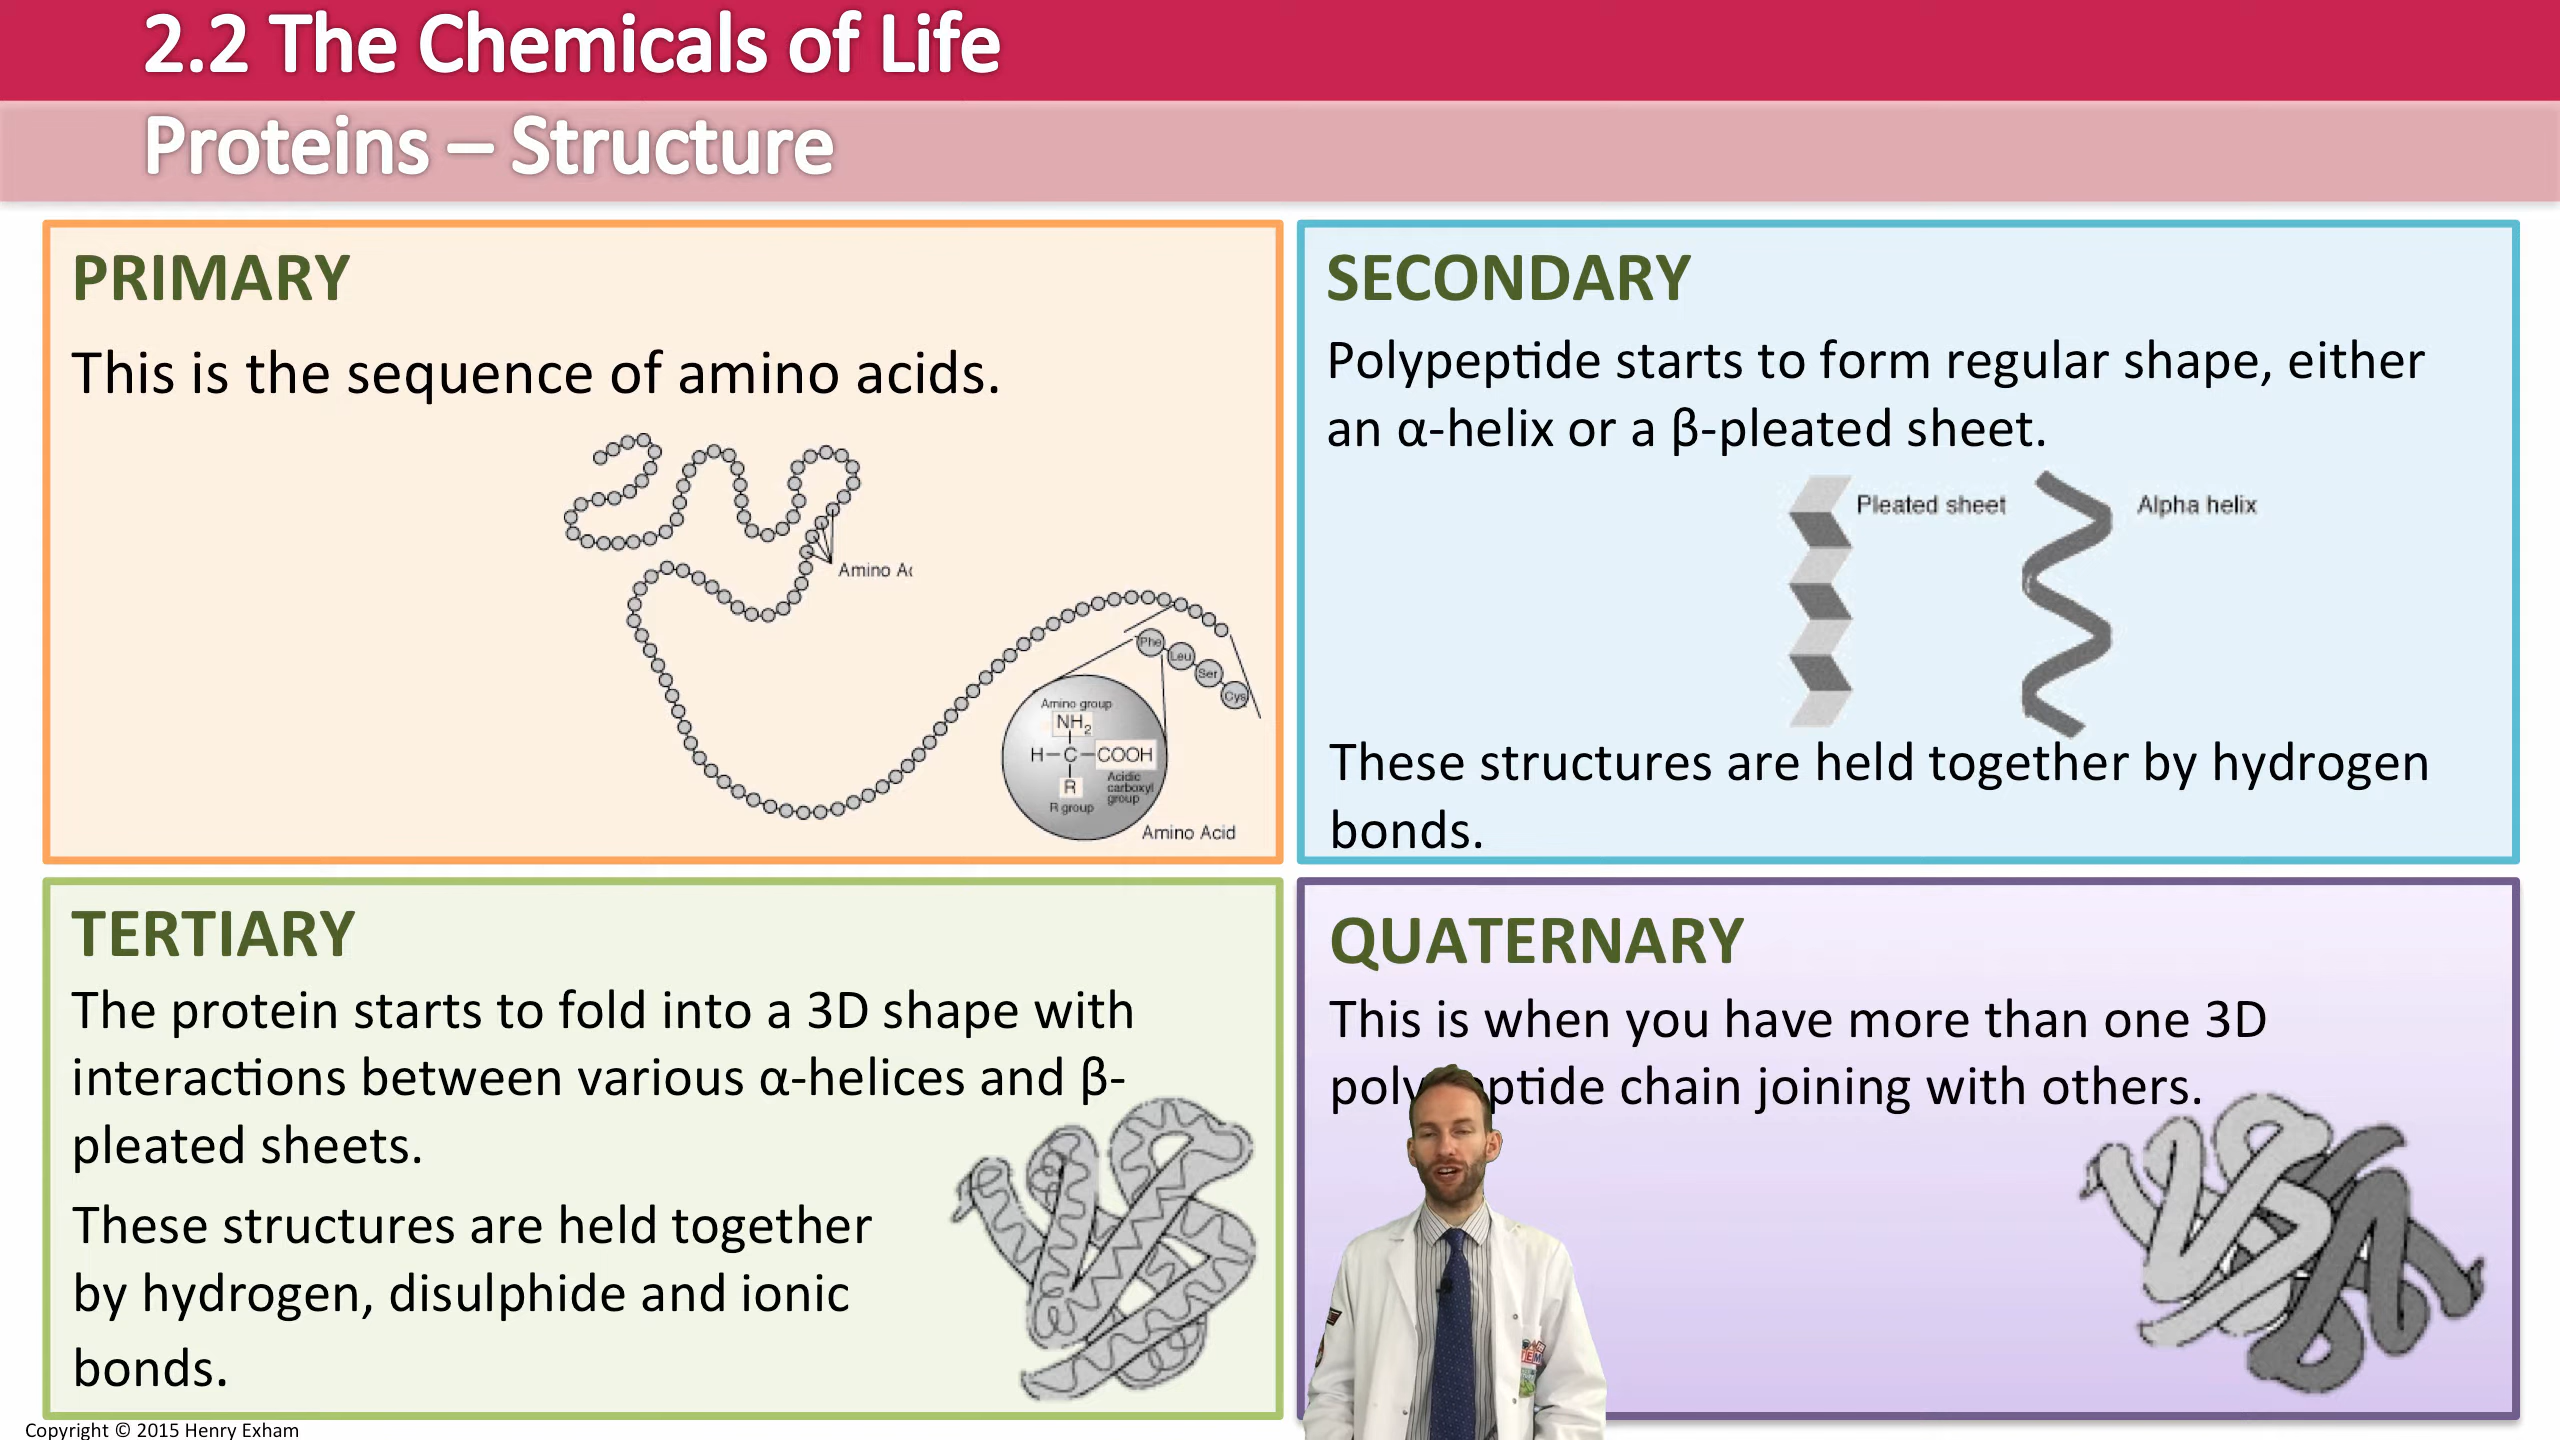 2.2 The Chemicals of Life
Proteins – Structure
PRIMARY
This is the sequence of amino acids.
Amino
Phe
Leu
Ser
Cys
Amino group
NH2
H–C–COOH
R
Acidic
carboxyl
group
R group
Amino Acid
SECONDARY
Polypeptide starts to form regular shape, either
an α-helix or a β-pleated sheet.
Pleated sheet
Alpha helix
These structures are held together by hydrogen
bonds.
TERTIARY
The protein starts to fold into a 3D shape with
interactions between various α-helices and β-
pleated sheets.
These structures are held together
by hydrogen, disulphide and ionic
bonds.
QUATERNARY
This is when you have more than one 3D
chain joining with others.
Copyright © 2015 Henry Exham